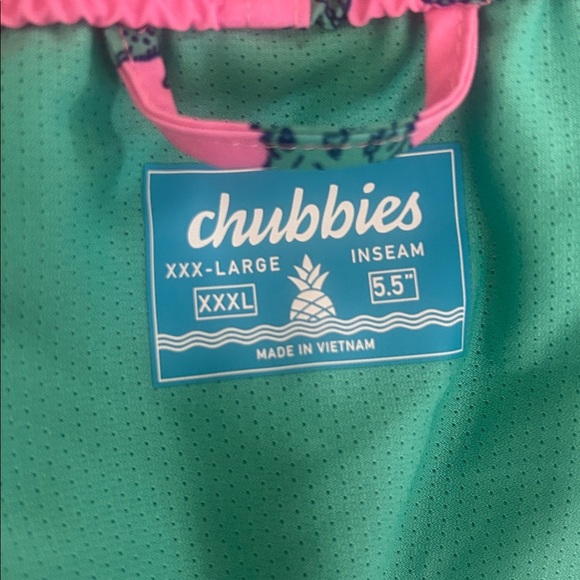 chubbies
XXX-LARGE INSEAM
XXXL 5.5"
MADE IN VIETNAM